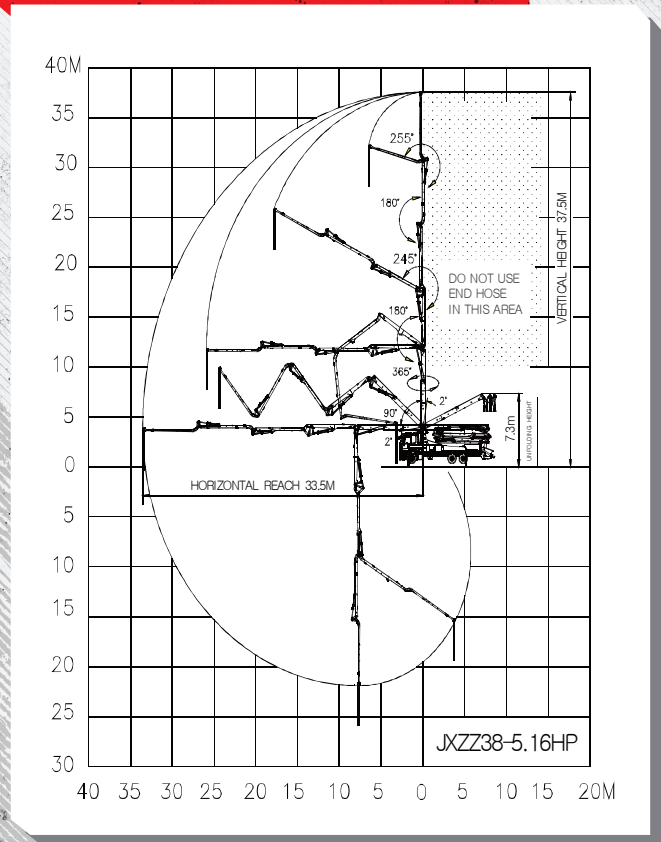 40M
35
30
25
20
15
10
5
0
5
10
15
20
25
30
40 35 30 25 20 15 10 5 0 5 10 15 20M
255°
180°
245°
180°
365°
90°
2°
2°
DO NOT USE
END HOSE
IN THIS AREA
VERTICAL HEIGHT 37.5M
7.3m
UNFOLDING HEIGHT
HORIZONTAL REACH 33.5M
JXZZ38-5.16HP